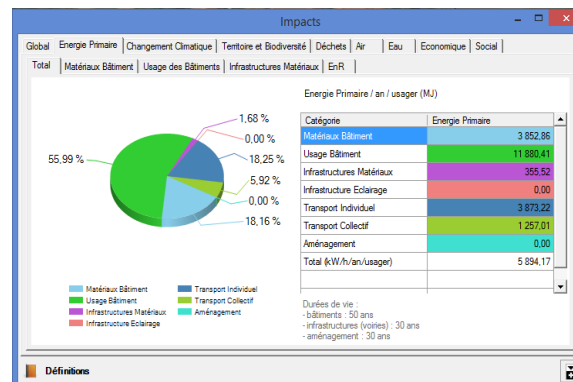 Impacts
Global Energie Primaire Changement Climatique Territoire et Biodiversité Déchets Air Eau Economique Social
Total Matériaux Bâtiment Usage des Bâtiments Infrastructures Matériaux EnR
Energie Primaire / an / usager (MJ)
Catégorie Energie Primaire
Matériaux Bâtiment 3 852,86
Usage Bâtiment 11 880,41
Infrastructures Matériaux 355,52
Infrastructure Eclairage 0,00
Transport Individuel 3 873,22
Transport Collectif 1 257,01
Aménagement 0,00
Total (kW/h/an/usager) 5 894,17
1,68 %
0,00 %
55,99 %
18,25 %
5,92 %
0,00 %
18,16 %
Matériaux Bâtiment Transport Individuel
Usage Bâtiment Transport Collectif
Infrastructures Matériaux Aménagement
Infrastructure Eclairage
Durées de vie :
- bâtiments : 50 ans
- infrastructures (voiries) : 30 ans
- aménagement : 30 ans
Définitions